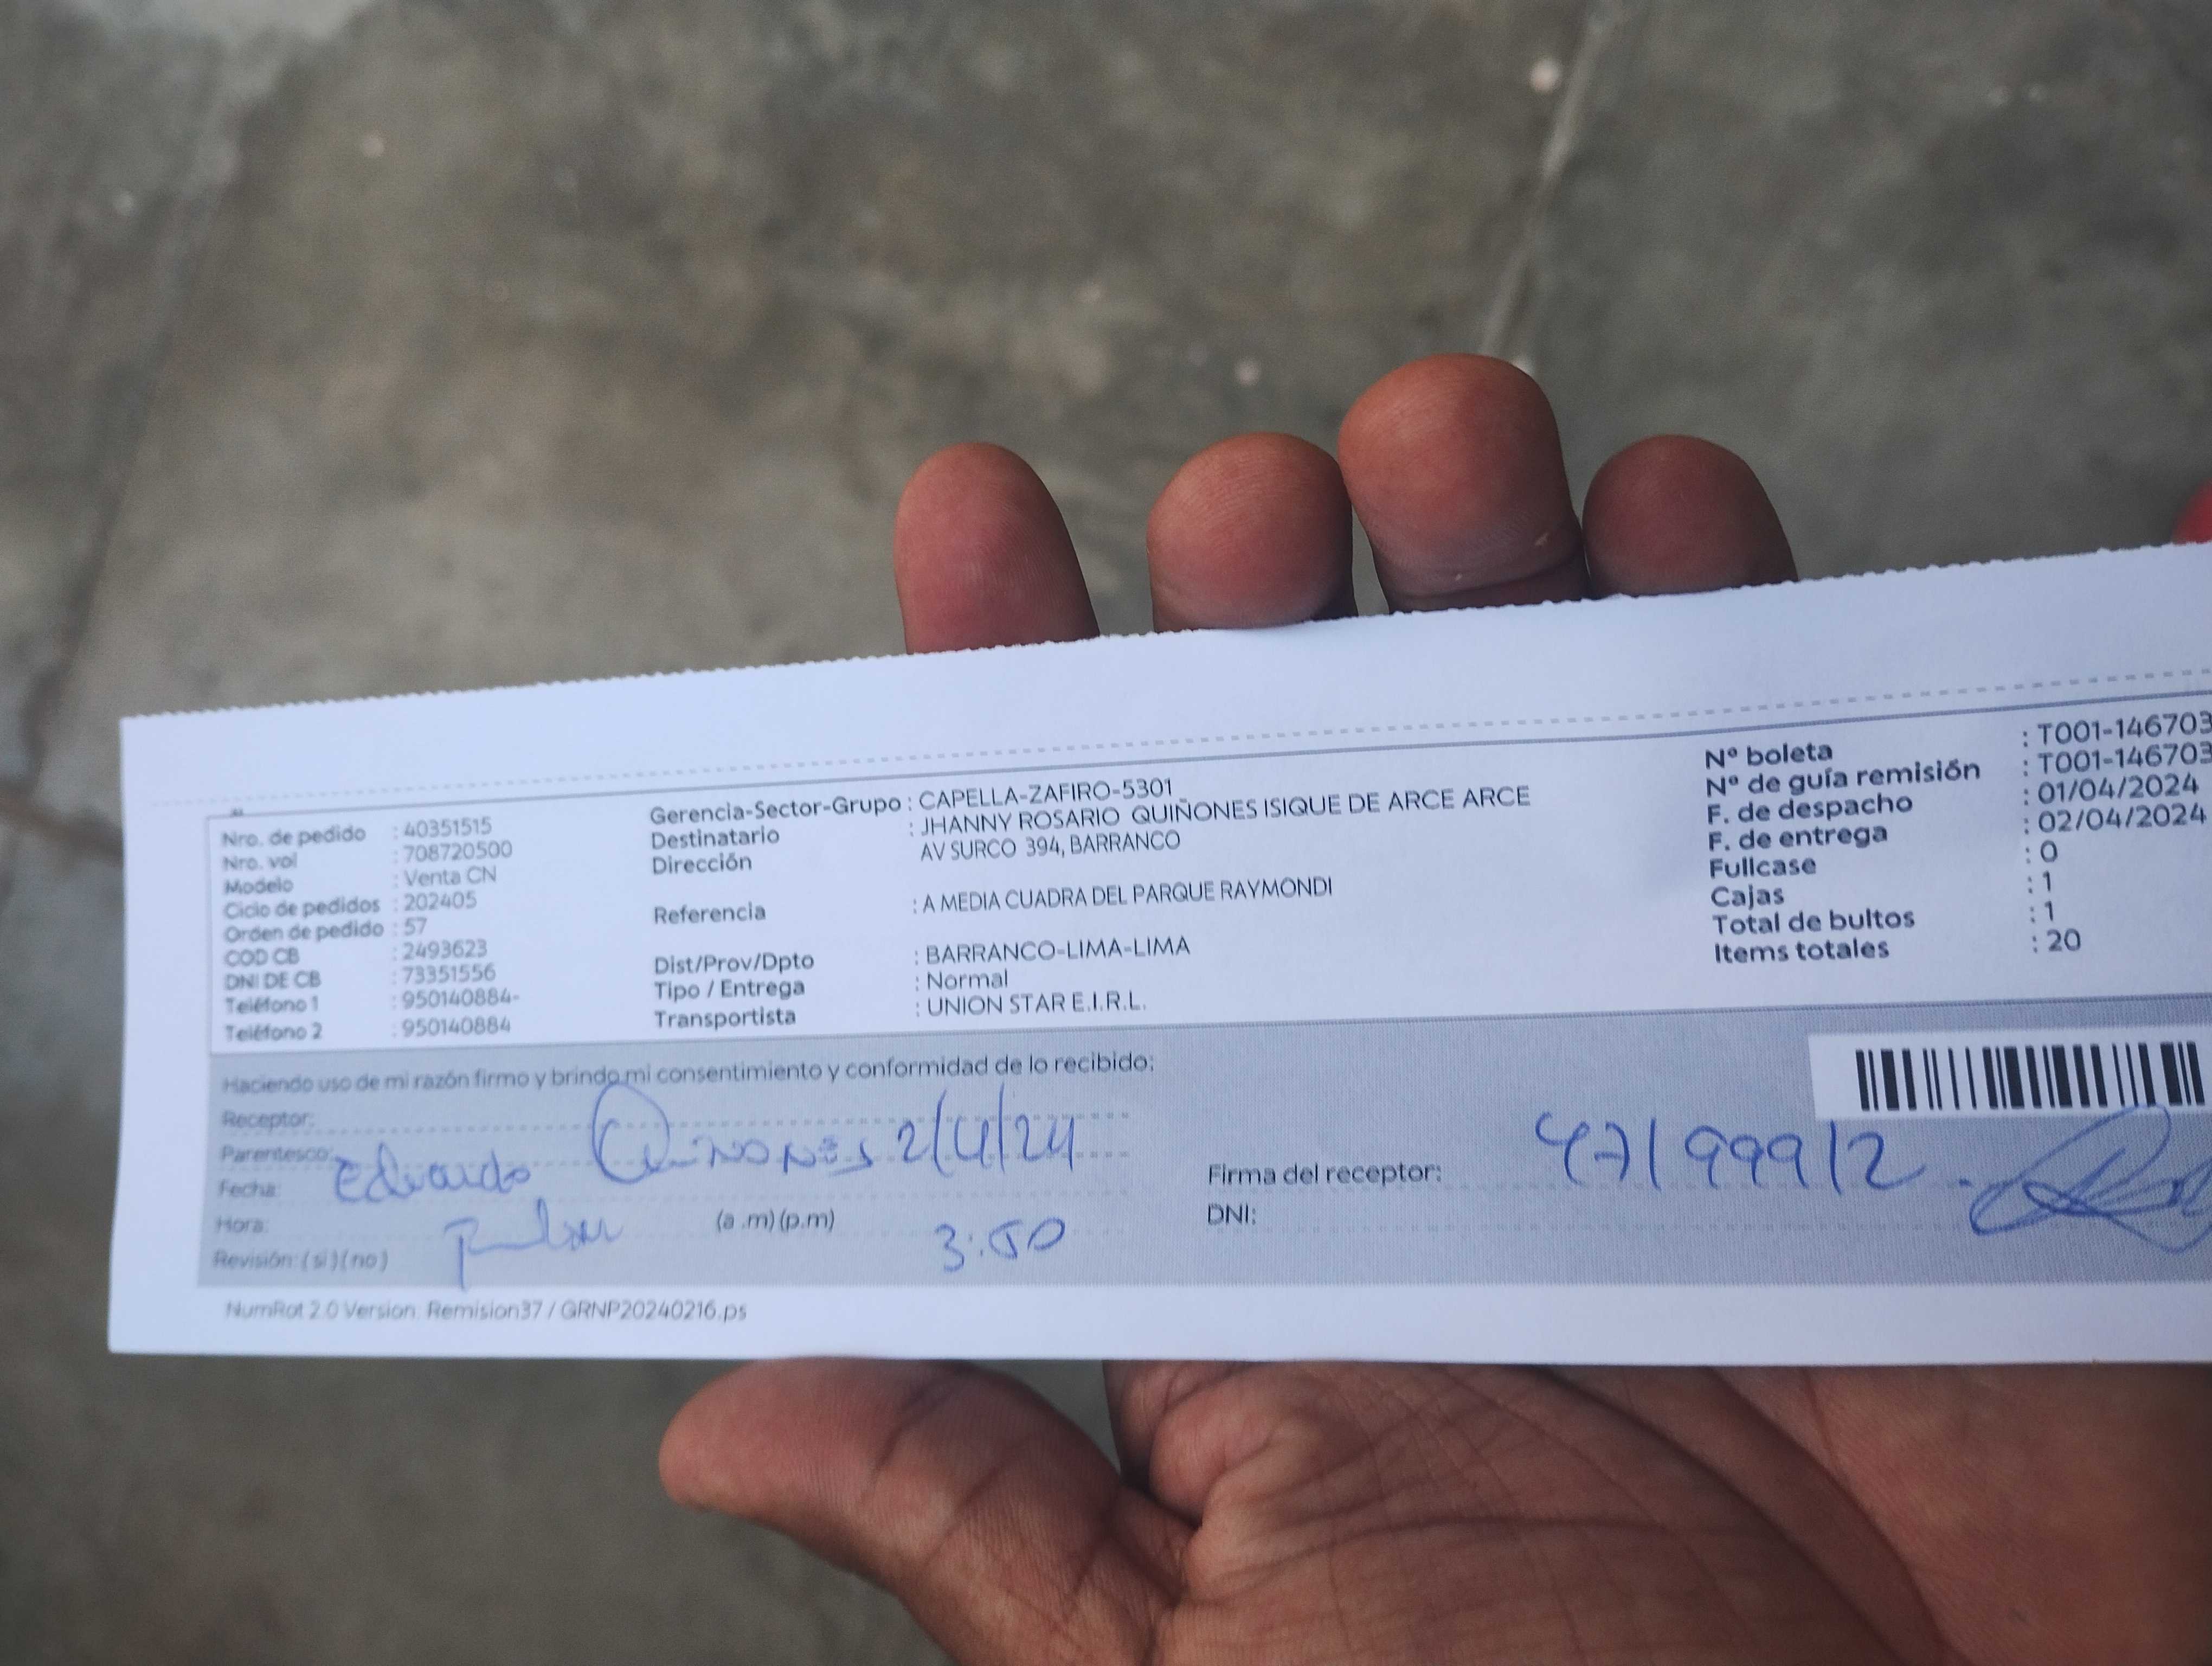 Nro. de pedido : 40351515
Nro. vol : 708720500
Modelo : Venta CN
Ciclo de pedidos : 202405
Orden de pedido : 57
COD CB : 2493623
DNI DE CB : 73351556
Teléfono 1 : 950140884-
Teléfono 2 : 950140884
Gerencia-Sector-Grupo : CAPELLA-ZAFIRO-5301
Destinatario : JHANNY ROSARIO QUIÑONES ISIQUE DE ARCE ARCE
Dirección AV SURCO 394, BARRANCO
Referencia : A MEDIA CUADRA DEL PARQUE RAYMONDI
Dist/Prov/Dpto : BARRANCO-LIMA-LIMA
Tipo / Entrega : Normal
Transportista : UNION STAR E.I.R.L.
Nº boleta : T001-146703
Nº de guía remisión : T001-146703
F. de despacho : 01/04/2024
F. de entrega : 02/04/2024
Fullcase : 0
Cajas : 1
Total de bultos : 1
Items totales : 20
Haciendo uso de mi razón firmo y brindo mi consentimiento y conformidad de lo recibido:
Receptor:
Parentesco:
Eduardo Quinones 2/4/24
Fecha:
Hora: (a .m) (p.m) 3:50
Revisión: ( si ) ( no )
Firma del receptor: 47199912
DNI:
NumRot 2.0 Version: Remision37 / GRNP20240216.ps